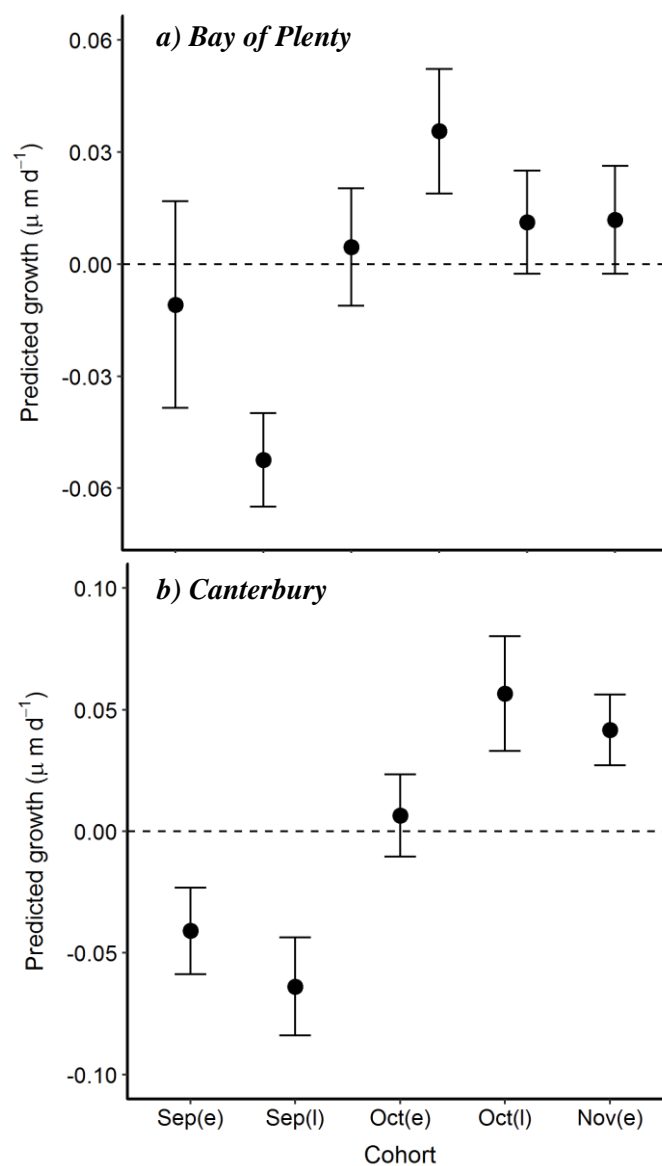 a) Bay of Plenty
0.06
0.03
0.00
-0.03
-0.06
Predicted growth (μ m d⁻¹)
b) Canterbury
0.10
0.05
0.00
-0.05
-0.10
Predicted growth (μ m d⁻¹)
Sep(e) Sep(l) Oct(e) Oct(l) Nov(e)
Cohort